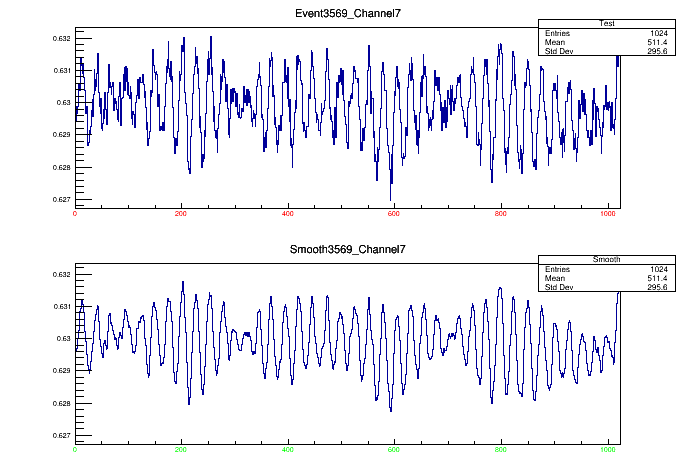 Event3569_Channel7
Test
Entries 1024
Mean 511.4
Std Dev 295.6
0.632
0.631
0.63
0.629
0.628
0.627
0 200 400 600 800 1000
Smooth3569_Channel7
Smooth
Entries 1024
Mean 511.4
Std Dev 295.6
0.632
0.631
0.63
0.629
0.628
0.627
0 200 400 600 800 1000